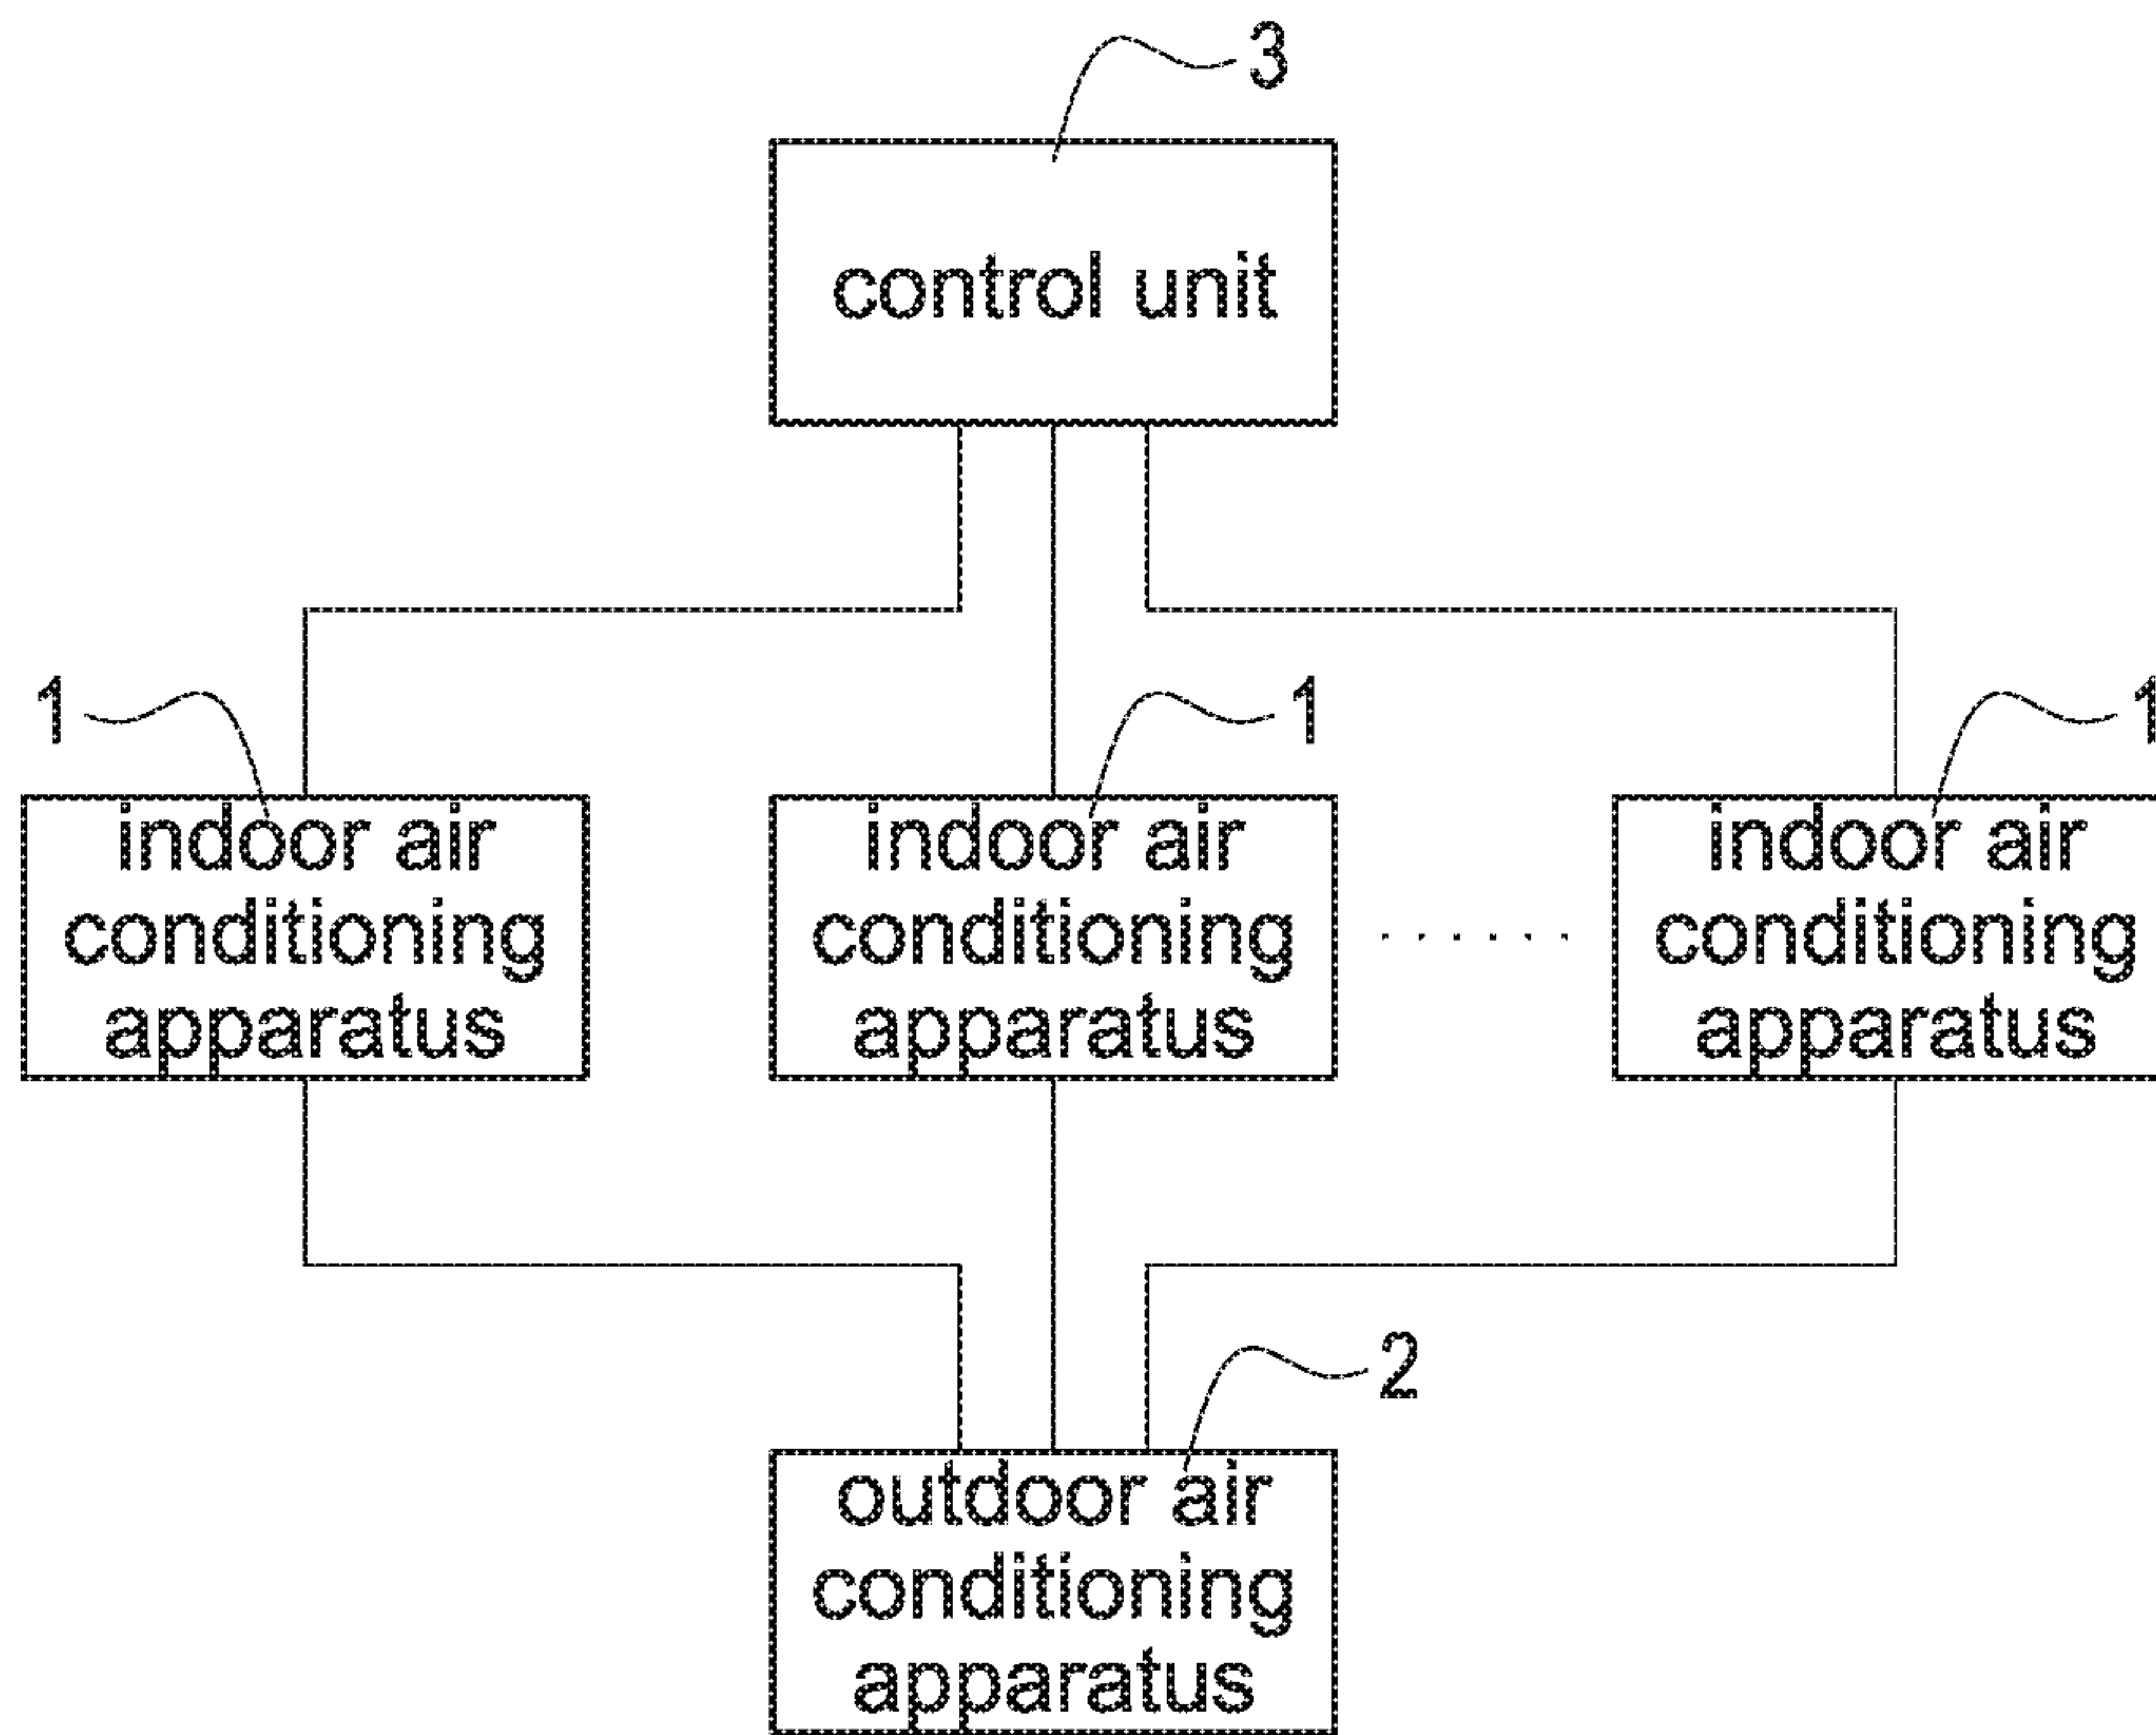 3
control unit
1
1
1
indoor air
conditioning
apparatus
indoor air
conditioning
apparatus
.....
indoor air
conditioning
apparatus
2
outdoor air
conditioning
apparatus